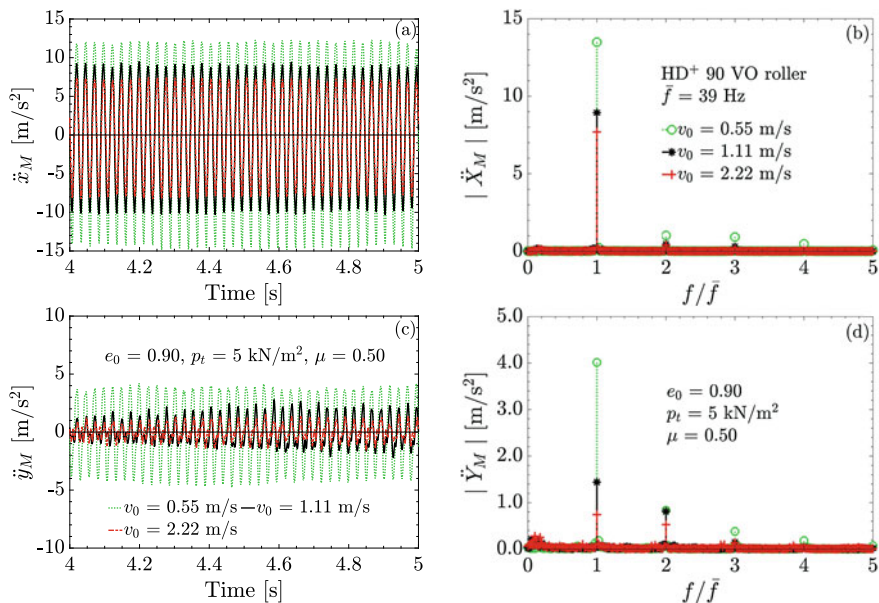 (a)
15
10
5
0
-5
-10
-15
4
4.2
4.4
4.6
4.8
5
ẍ_M [m/s²]
Time [s]
(b)
15
10
5
0
0
1
2
3
4
5
| Ẍ_M | [m/s²]
f/f̄
HD⁺ 90 VO roller
f̄ = 39 Hz
v₀ = 0.55 m/s
v₀ = 1.11 m/s
v₀ = 2.22 m/s
(c)
10
5
0
-5
-10
4
4.2
4.4
4.6
4.8
5
ÿ_M [m/s²]
Time [s]
e₀ = 0.90, pₜ = 5 kN/m², μ = 0.50
v₀ = 0.55 m/s
v₀ = 1.11 m/s
v₀ = 2.22 m/s
(d)
5.0
4.0
3.0
2.0
1.0
0.0
0
1
2
3
4
5
| Ÿ_M | [m/s²]
f/f̄
e₀ = 0.90
pₜ = 5 kN/m²
μ = 0.50